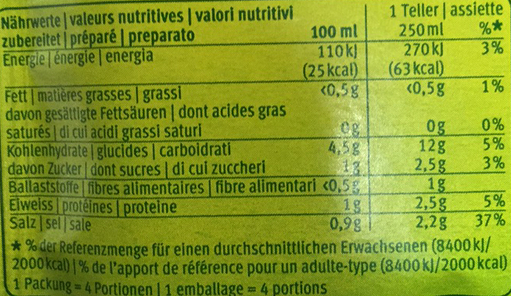 Nährwerte | valeurs nutritives | valori nutritivi 1 Teller | assiette
zubereitet | préparé | preparato 100 ml 250 ml %*
Energie | énergie | energia 110 kJ 270 kJ 3%
(25 kcal) (63 kcal)
Fett | matières grasses | grassi <0,5 g <0,5 g 1%
davon gesättigte Fettsäuren | dont acides gras
saturés | di cui acidi grassi saturi 0g 0g 0%
Kohlenhydrate | glucides | carboidrati 4,5g 12g 5%
davon Zucker | dont sucres | di cui zuccheri 1g 2,5g 3%
Ballaststoffe | fibres alimentaires | fibre alimentari <0,5g 1g
Eiweiss | protéines | proteine 1g 2,5g 5%
Salz | sel | sale 0,9g 2,2g 37%
* % der Referenzmenge für einen durchschnittlichen Erwachsenen (8400 kJ/
2000 kcal) | % de l'apport de référence pour un adulte-type (8400 kJ/2000 kcal)
1 Packung = 4 Portionen | 1 emballage = 4 portions